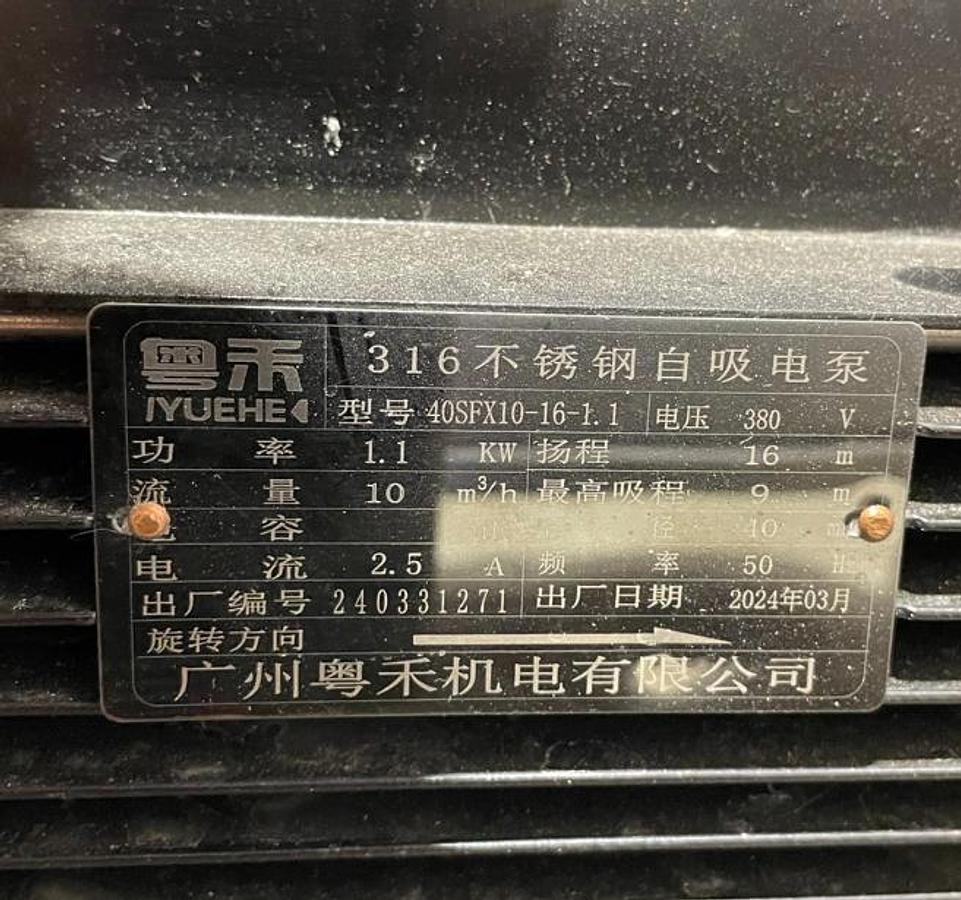 粤禾 316不锈钢自吸电泵
IYUEHE 型号 40SFX10-16-1.1 电压 380 V
功率 1.1 KW 扬程 16 m
流量 10 m³/h 最高吸程 9 m
容 径 40
电流 2.5 A 频率 50 Hz
出厂编号 240331271 出厂日期 2024年03月
旋转方向
广州粤禾机电有限公司